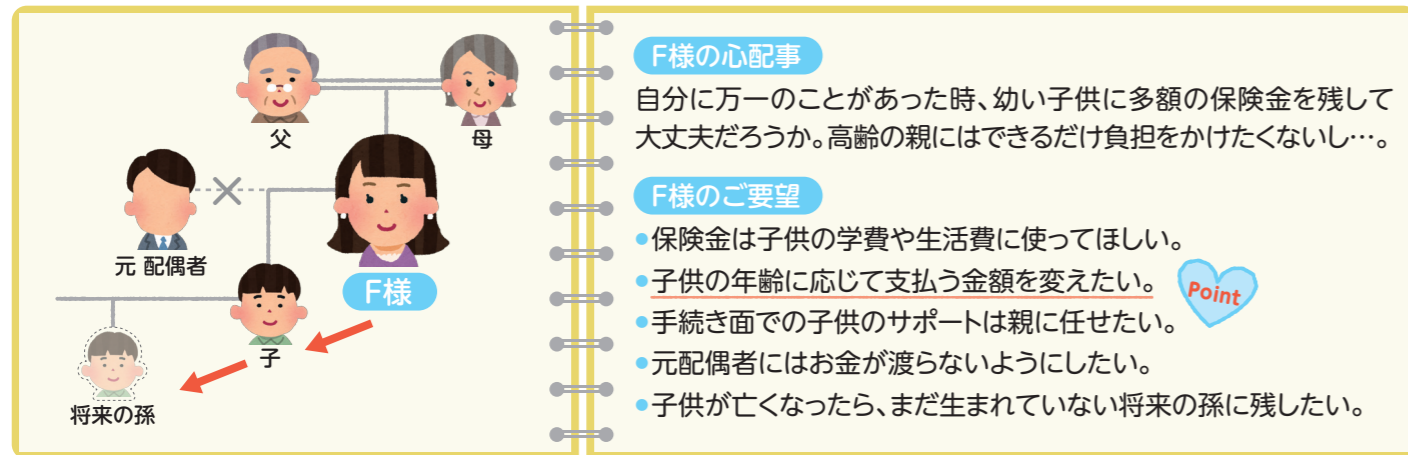 父
母
元 配偶者
F様
子
将来の孫
F様の心配事
自分に万一のことがあった時、幼い子供に多額の保険金を残して
大丈夫だろうか。高齢の親にはできるだけ負担をかけたくないし…。
F様のご要望
●保険金は子供の学費や生活費に使ってほしい。
●子供の年齢に応じて支払う金額を変えたい。
Point
●手続き面での子供のサポートは親に任せたい。
●元配偶者にはお金が渡らないようにしたい。
●子供が亡くなったら、まだ生まれていない将来の孫に残したい。